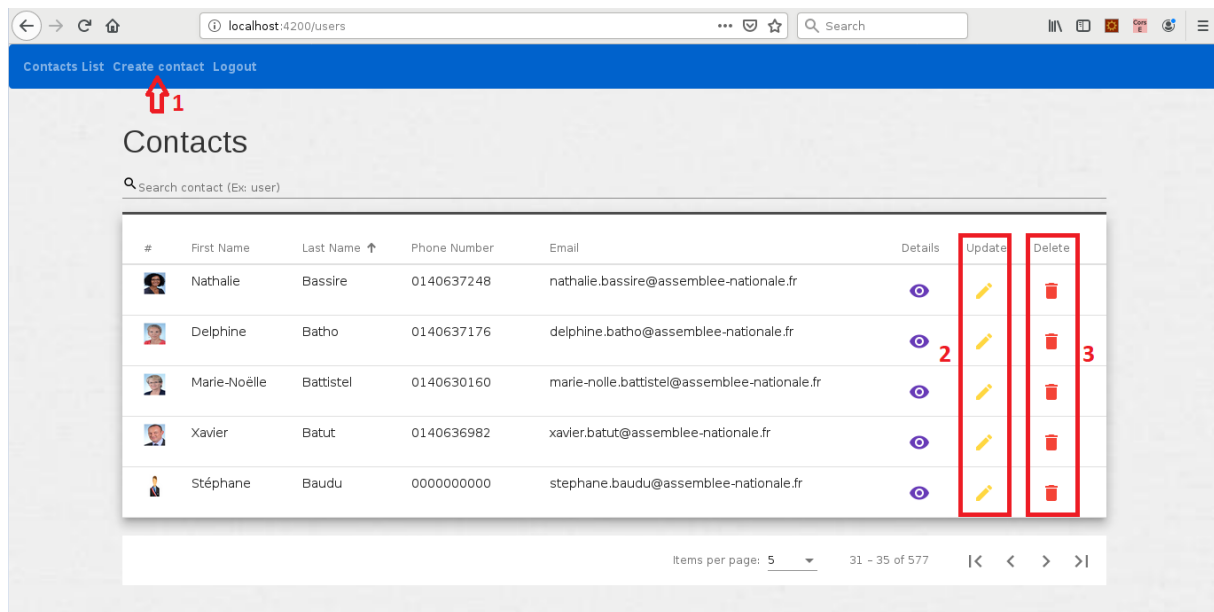 localhost:4200/users
Search
Cors
E
Contacts List Create contact Logout
1
Contacts
Search contact (Ex: user)
# First Name Last Name Phone Number Email Details Update Delete
Nathalie Bassire 0140637248 nathalie.bassire@assemblee-nationale.fr
Delphine Batho 0140637176 delphine.batho@assemblee-nationale.fr
2 3
Marie-Noëlle Battistel 0140630160 marie-nolle.battistel@assemblee-nationale.fr
Xavier Batut 0140636982 xavier.batut@assemblee-nationale.fr
Stéphane Baudu 0000000000 stephane.baudu@assemblee-nationale.fr
Items per page: 5 31 – 35 of 577